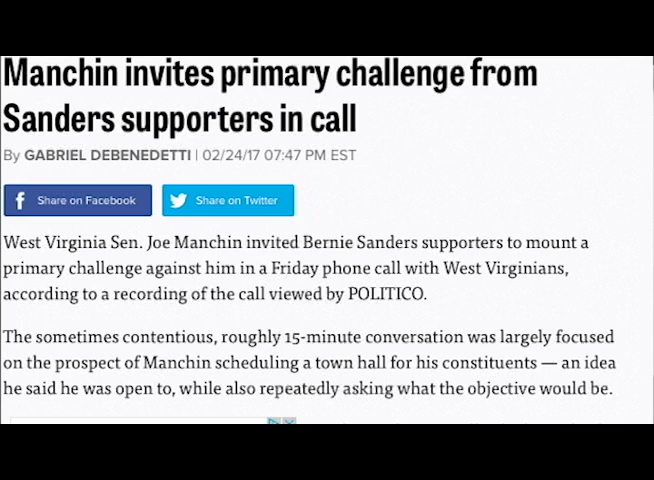 Manchin invites primary challenge from
Sanders supporters in call
By GABRIEL DEBENEDETTI | 02/24/17 07:47 PM EST
Share on Facebook Share on Twitter
West Virginia Sen. Joe Manchin invited Bernie Sanders supporters to mount a
primary challenge against him in a Friday phone call with West Virginians,
according to a recording of the call viewed by POLITICO.
The sometimes contentious, roughly 15-minute conversation was largely focused
on the prospect of Manchin scheduling a town hall for his constituents — an idea
he said he was open to, while also repeatedly asking what the objective would be.